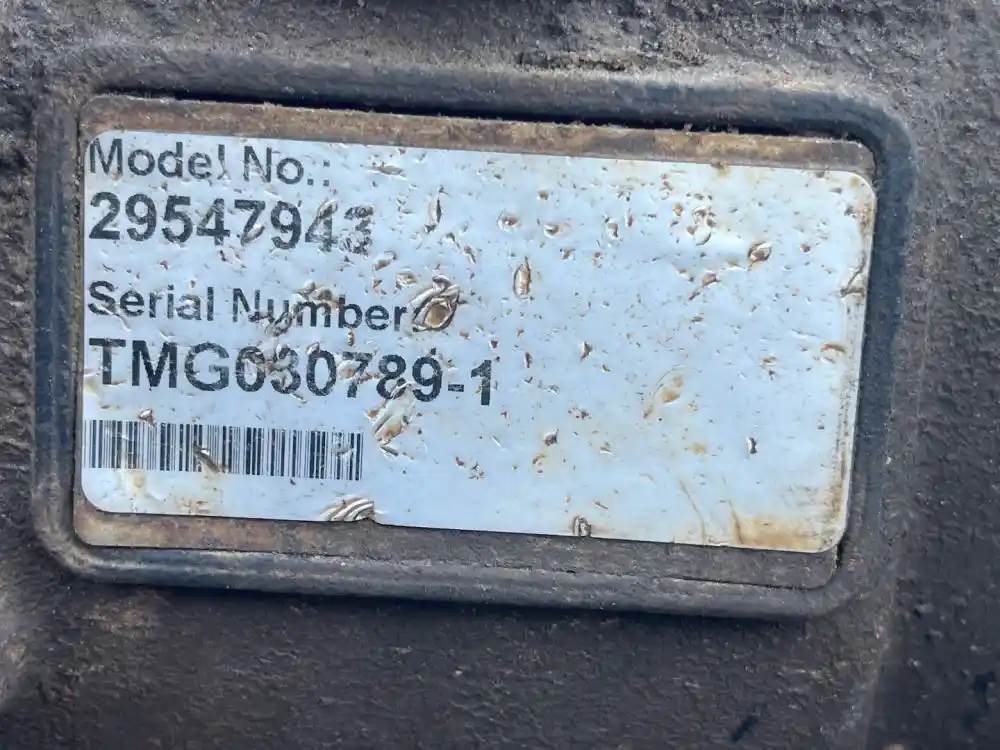 Model No.:
29547943
Serial Number
TMG030789-1